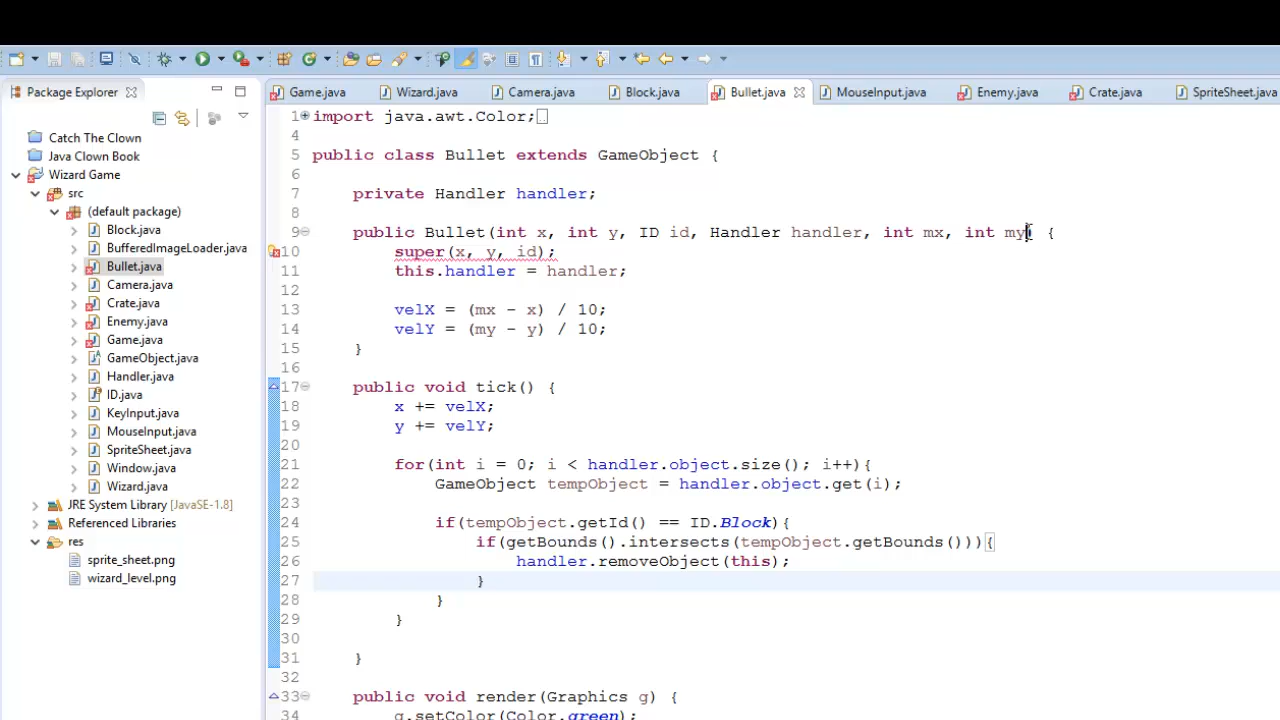 Package Explorer
Game.java Wizard.java Camera.java Block.java Bullet.java MouseInput.java Enemy.java Crate.java SpriteSheet.java
Catch The Clown
Java Clown Book
Wizard Game
src
(default package)
Block.java
BufferedImageLoader.java
Bullet.java
Camera.java
Crate.java
Enemy.java
Game.java
GameObject.java
Handler.java
ID.java
KeyInput.java
MouseInput.java
SpriteSheet.java
Window.java
Wizard.java
JRE System Library [JavaSE-1.8]
Referenced Libraries
res
sprite_sheet.png
wizard_level.png
1 import java.awt.Color;
4
5 public class Bullet extends GameObject {
6
7 private Handler handler;
8
9 public Bullet(int x, int y, ID id, Handler handler, int mx, int my) {
10 super(x, y, id);
11 this.handler = handler;
12
13 velX = (mx - x) / 10;
14 velY = (my - y) / 10;
15 }
16
17 public void tick() {
18 x += velX;
19 y += velY;
20
21 for(int i = 0; i < handler.object.size(); i++){
22 GameObject tempObject = handler.object.get(i);
23
24 if(tempObject.getId() == ID.Block){
25 if(getBounds().intersects(tempObject.getBounds())){
26 handler.removeObject(this);
27 }
28 }
29 }
30
31 }
32
33 public void render(Graphics g) {
34 g.setColor(Color.green);